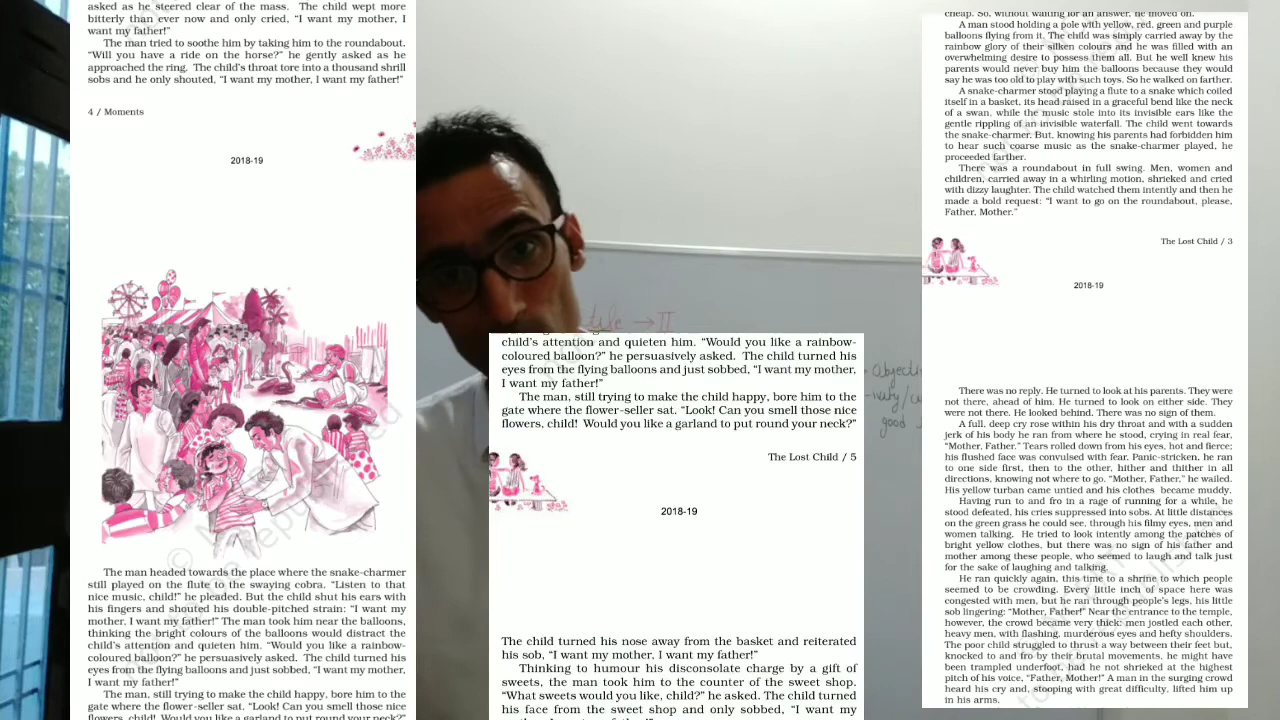 asked as he steered clear of the mass. The child wept more
bitterly than ever now and only cried, “I want my mother, I
want my father!”
The man tried to soothe him by taking him to the roundabout.
“Will you have a ride on the horse?” he gently asked as he
approached the ring. The child's throat tore into a thousand shrill
sobs and he only shouted, “I want my mother, I want my father!”
4 / Moments
2018-19
The man headed towards the place where the snake-charmer
still played on the flute to the swaying cobra. “Listen to that
nice music, child!” he pleaded. But the child shut his ears with
his fingers and shouted his double-pitched strain: “I want my
mother, I want my father!” The man took him near the balloons,
thinking the bright colours of the balloons would distract the
child's attention and quieten him. “Would you like a rainbow-
coloured balloon?” he persuasively asked. The child turned his
eyes from the flying balloons and just sobbed, “I want my mother,
I want my father!”
The man, still trying to make the child happy, bore him to the
gate where the flower-seller sat. “Look! Can you smell those nice
flowers, child! Would you like a garland to put round your neck?”
→ II
Objecti
good
child's attention and quieten him. “Would you like a rainbow-
coloured balloon?” he persuasively asked. The child turned his
eyes from the flying balloons and just sobbed, “I want my mother,
I want my father!”
The man, still trying to make the child happy, bore him to the
gate where the flower-seller sat. “Look! Can you smell those nice
flowers, child! Would you like a garland to put round your neck?”
The Lost Child / 5
2018-19
The child turned his nose away from the basket and reiterated
his sob, “I want my mother, I want my father!”
Thinking to humour his disconsolate charge by a gift of
sweets, the man took him to the counter of the sweet shop.
“What sweets would you like, child?” he asked. The child turned
his face from the sweet shop and only sobbed, “I want my
cheap. So, without waiting for an answer, he moved on.
A man stood holding a pole with yellow, red, green and purple
balloons flying from it. The child was simply carried away by the
rainbow glory of their silken colours and he was filled with an
overwhelming desire to possess them all. But he well knew his
parents would never buy him the balloons because they would
say he was too old to play with such toys. So he walked on farther.
A snake-charmer stood playing a flute to a snake which coiled
itself in a basket, its head raised in a graceful bend like the neck
of a swan, while the music stole into its invisible ears like the
gentle rippling of an invisible waterfall. The child went towards
the snake-charmer. But, knowing his parents had forbidden him
to hear such coarse music as the snake-charmer played, he
proceeded farther.
There was a roundabout in full swing. Men, women and
children, carried away in a whirling motion, shrieked and cried
with dizzy laughter. The child watched them intently and then he
made a bold request: “I want to go on the roundabout, please,
Father, Mother.”
The Lost Child / 3
2018-19
There was no reply. He turned to look at his parents. They were
not there, ahead of him. He turned to look on either side. They
were not there. He looked behind. There was no sign of them.
A full, deep cry rose within his dry throat and with a sudden
jerk of his body he ran from where he stood, crying in real fear,
“Mother, Father.” Tears rolled down from his eyes, hot and fierce;
his flushed face was convulsed with fear. Panic-stricken, he ran
to one side first, then to the other, hither and thither in all
directions, knowing not where to go. “Mother, Father,” he wailed.
His yellow turban came untied and his clothes became muddy.
Having run to and fro in a rage of running for a while, he
stood defeated, his cries suppressed into sobs. At little distances
on the green grass he could see, through his filmy eyes, men and
women talking. He tried to look intently among the patches of
bright yellow clothes, but there was no sign of his father and
mother among these people, who seemed to laugh and talk just
for the sake of laughing and talking.
He ran quickly again, this time to a shrine to which people
seemed to be crowding. Every little inch of space here was
congested with men, but he ran through people's legs, his little
sob lingering: “Mother, Father!” Near the entrance to the temple,
however, the crowd became very thick: men jostled each other,
heavy men, with flashing, murderous eyes and hefty shoulders.
The poor child struggled to thrust a way between their feet but,
knocked to and fro by their brutal movements, he might have
been trampled underfoot, had he not shrieked at the highest
pitch of his voice, “Father, Mother!” A man in the surging crowd
heard his cry and, stooping with great difficulty, lifted him up
in his arms.